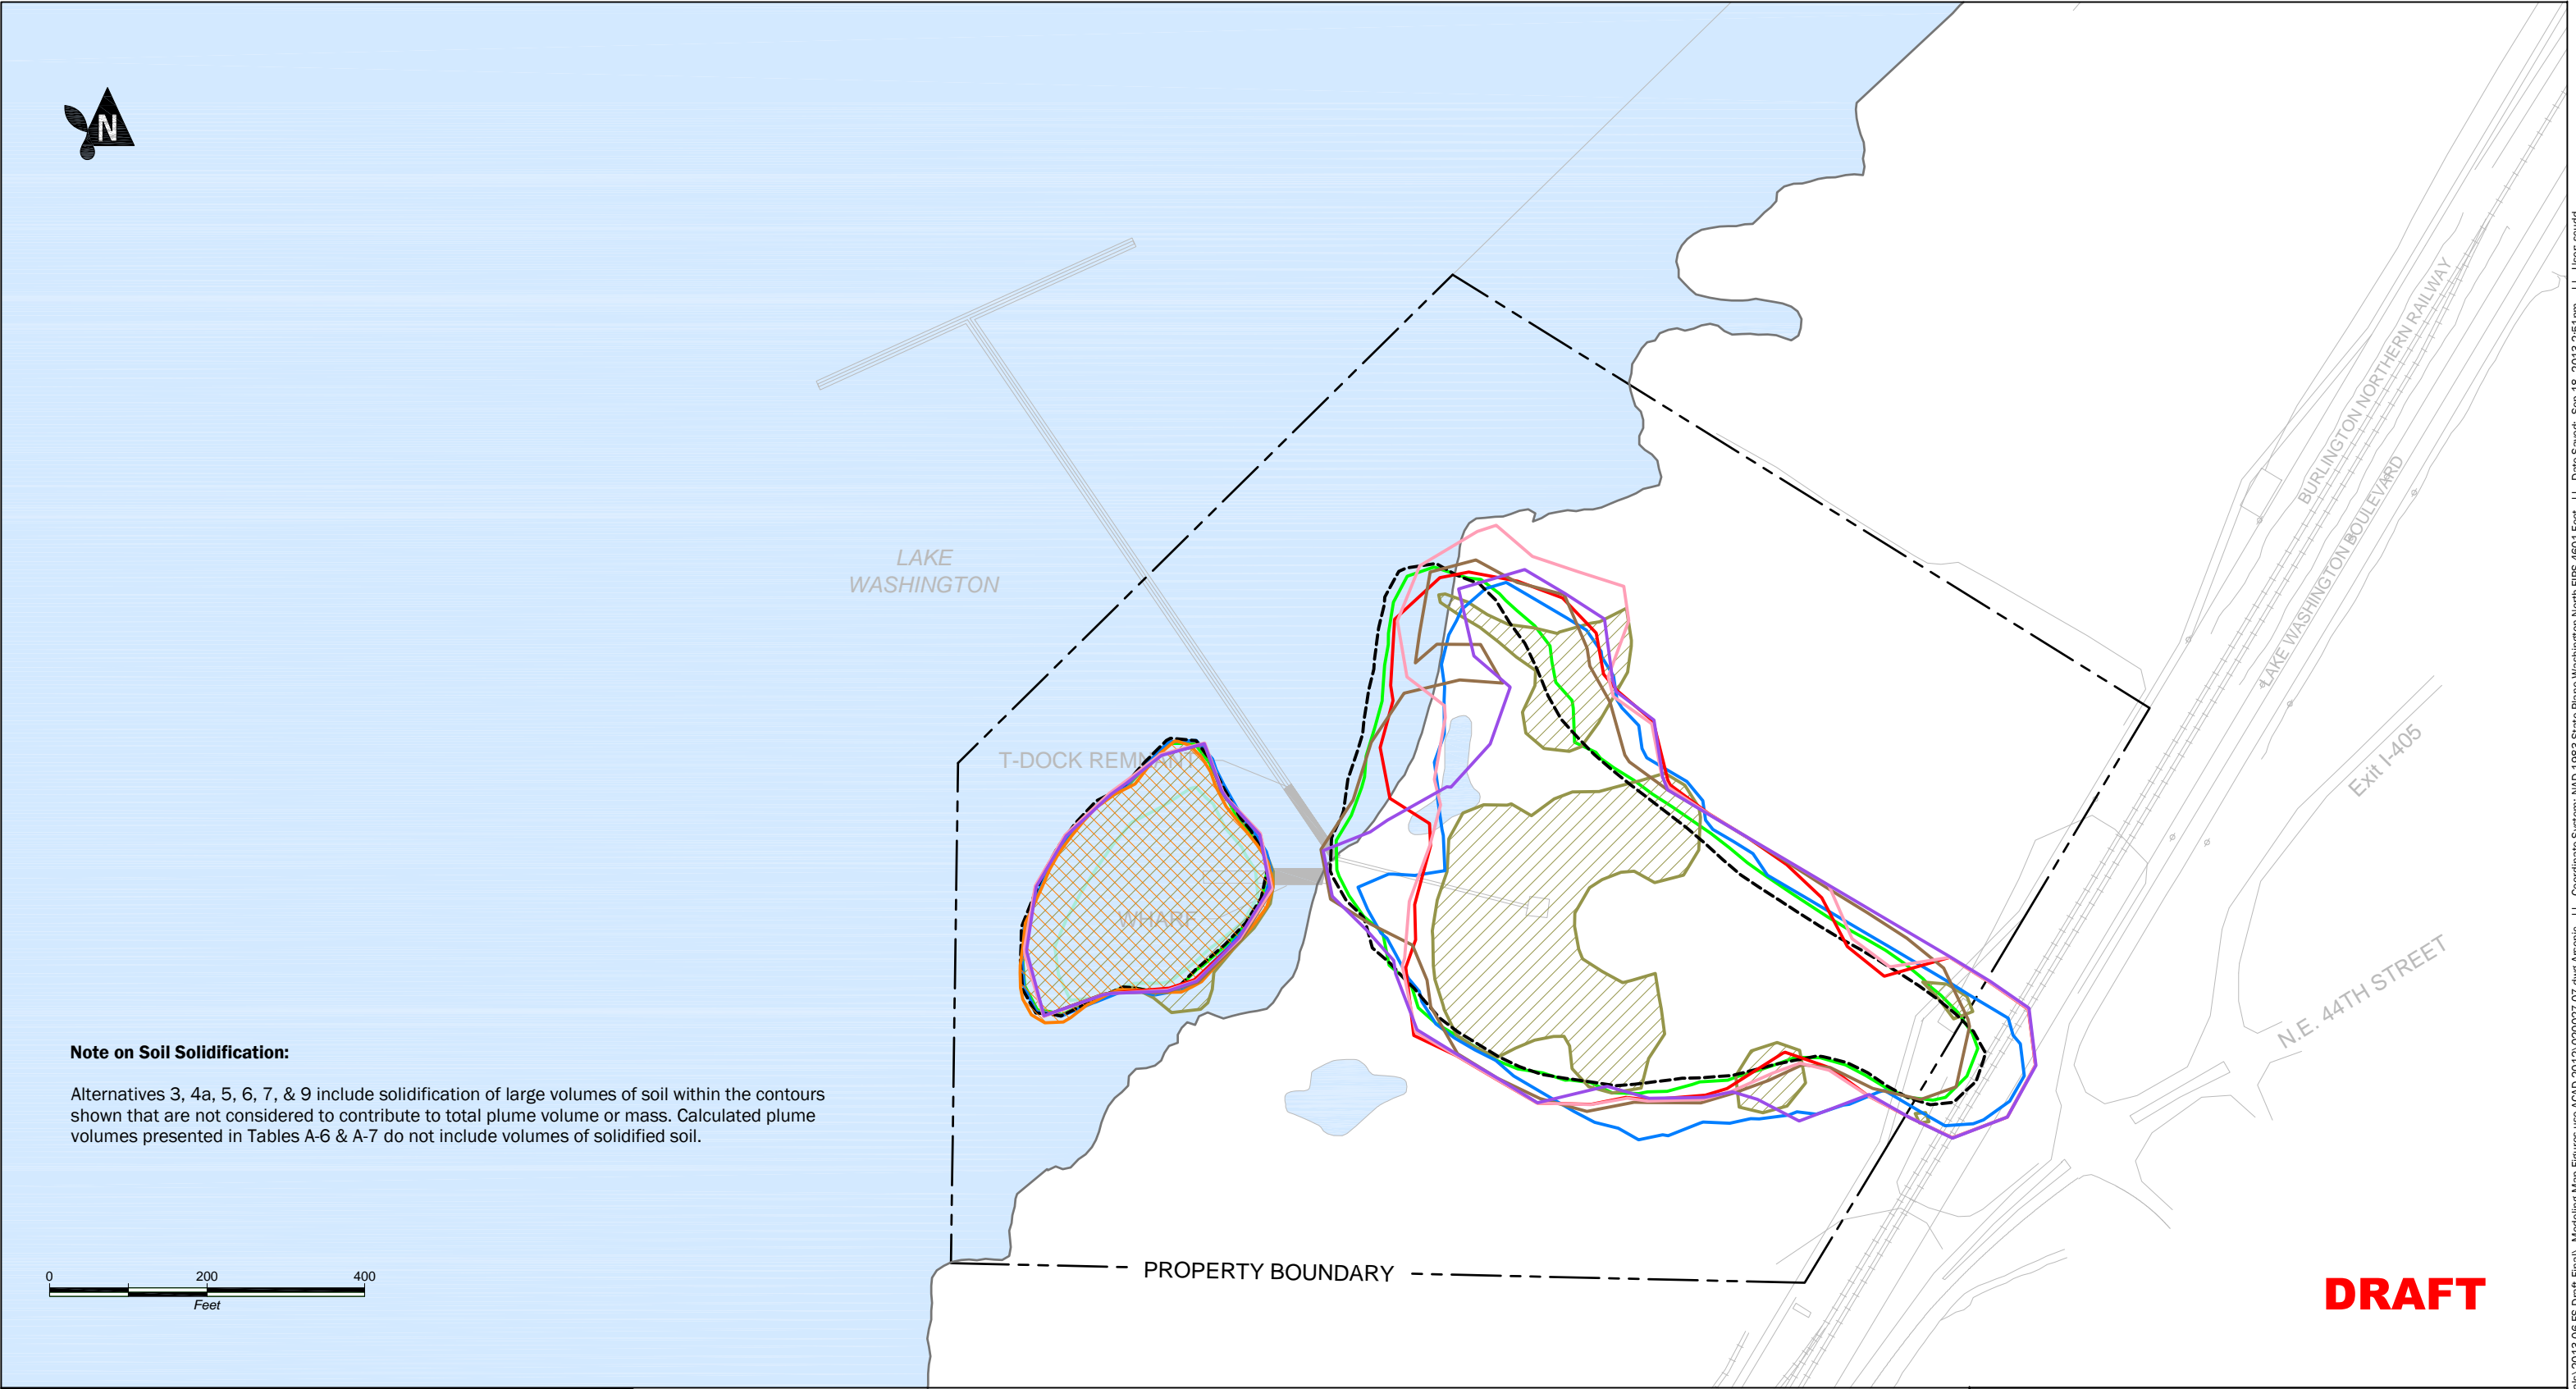 N
LAKE
WASHINGTON
T-DOCK REMNANT
WHARF
BURLINGTON NORTHERN RAILWAY
LAKE WASHINGTON BOULEVARD
Exit I-405
N.E. 44TH STREET
Note on Soil Solidification:
Alternatives 3, 4a, 5, 6, 7, & 9 include solidification of large volumes of soil within the contours
shown that are not considered to contribute to total plume volume or mass. Calculated plume
volumes presented in Tables A-6 & A-7 do not include volumes of solidified soil.
0 200 400
Feet
PROPERTY BOUNDARY
DRAFT